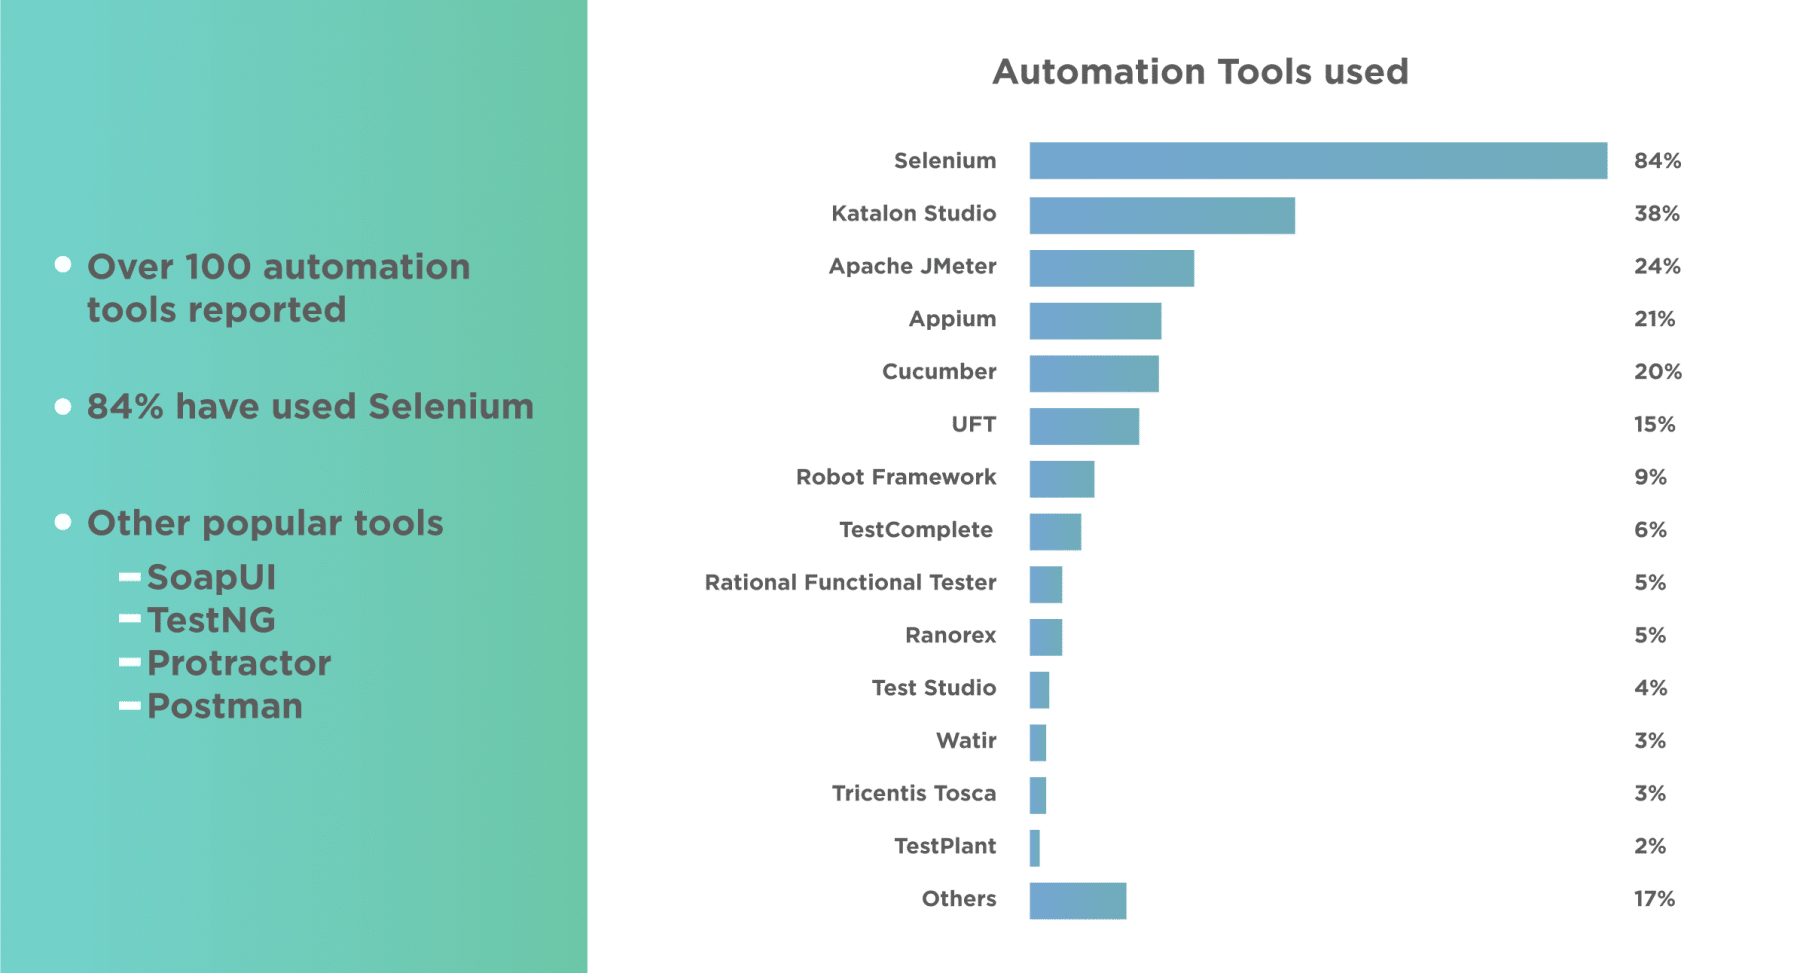 Over 100 automation
tools reported
84% have used Selenium
Other popular tools
SoapUI
TestNG
Protractor
Postman
Automation Tools used
Selenium 84%
Katalon Studio 38%
Apache JMeter 24%
Appium 21%
Cucumber 20%
UFT 15%
Robot Framework 9%
TestComplete 6%
Rational Functional Tester 5%
Ranorex 5%
Test Studio 4%
Watir 3%
Tricentis Tosca 3%
TestPlant 2%
Others 17%